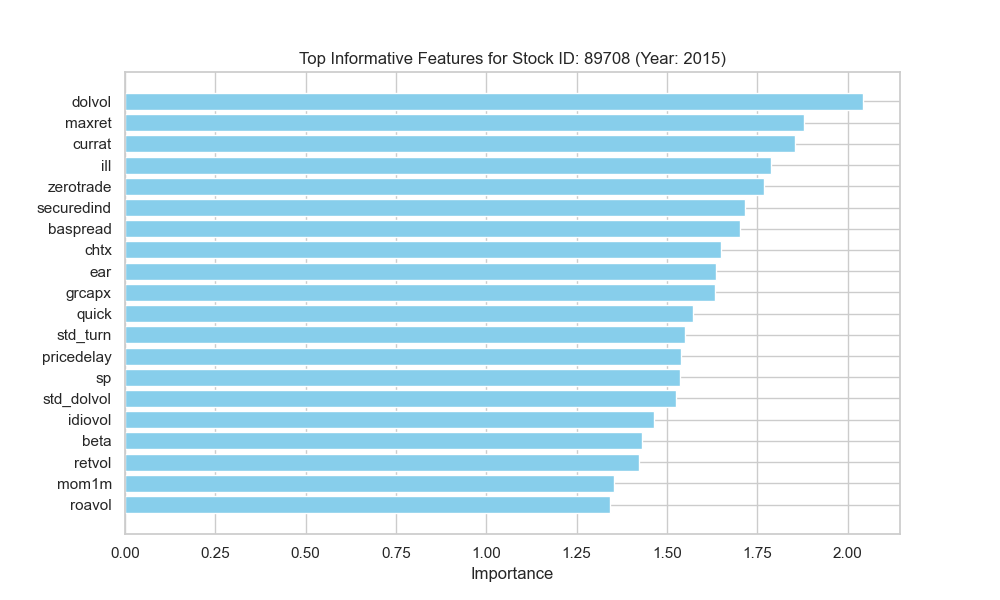 Top Informative Features for Stock ID: 89708 (Year: 2015)
dolvol
maxret
currat
ill
zerotrade
securedind
baspread
chtx
ear
grcapx
quick
std_turn
pricedelay
sp
std_dolvol
idiovol
beta
retvol
mom1m
roavol
0.00 0.25 0.50 0.75 1.00 1.25 1.50 1.75 2.00
Importance